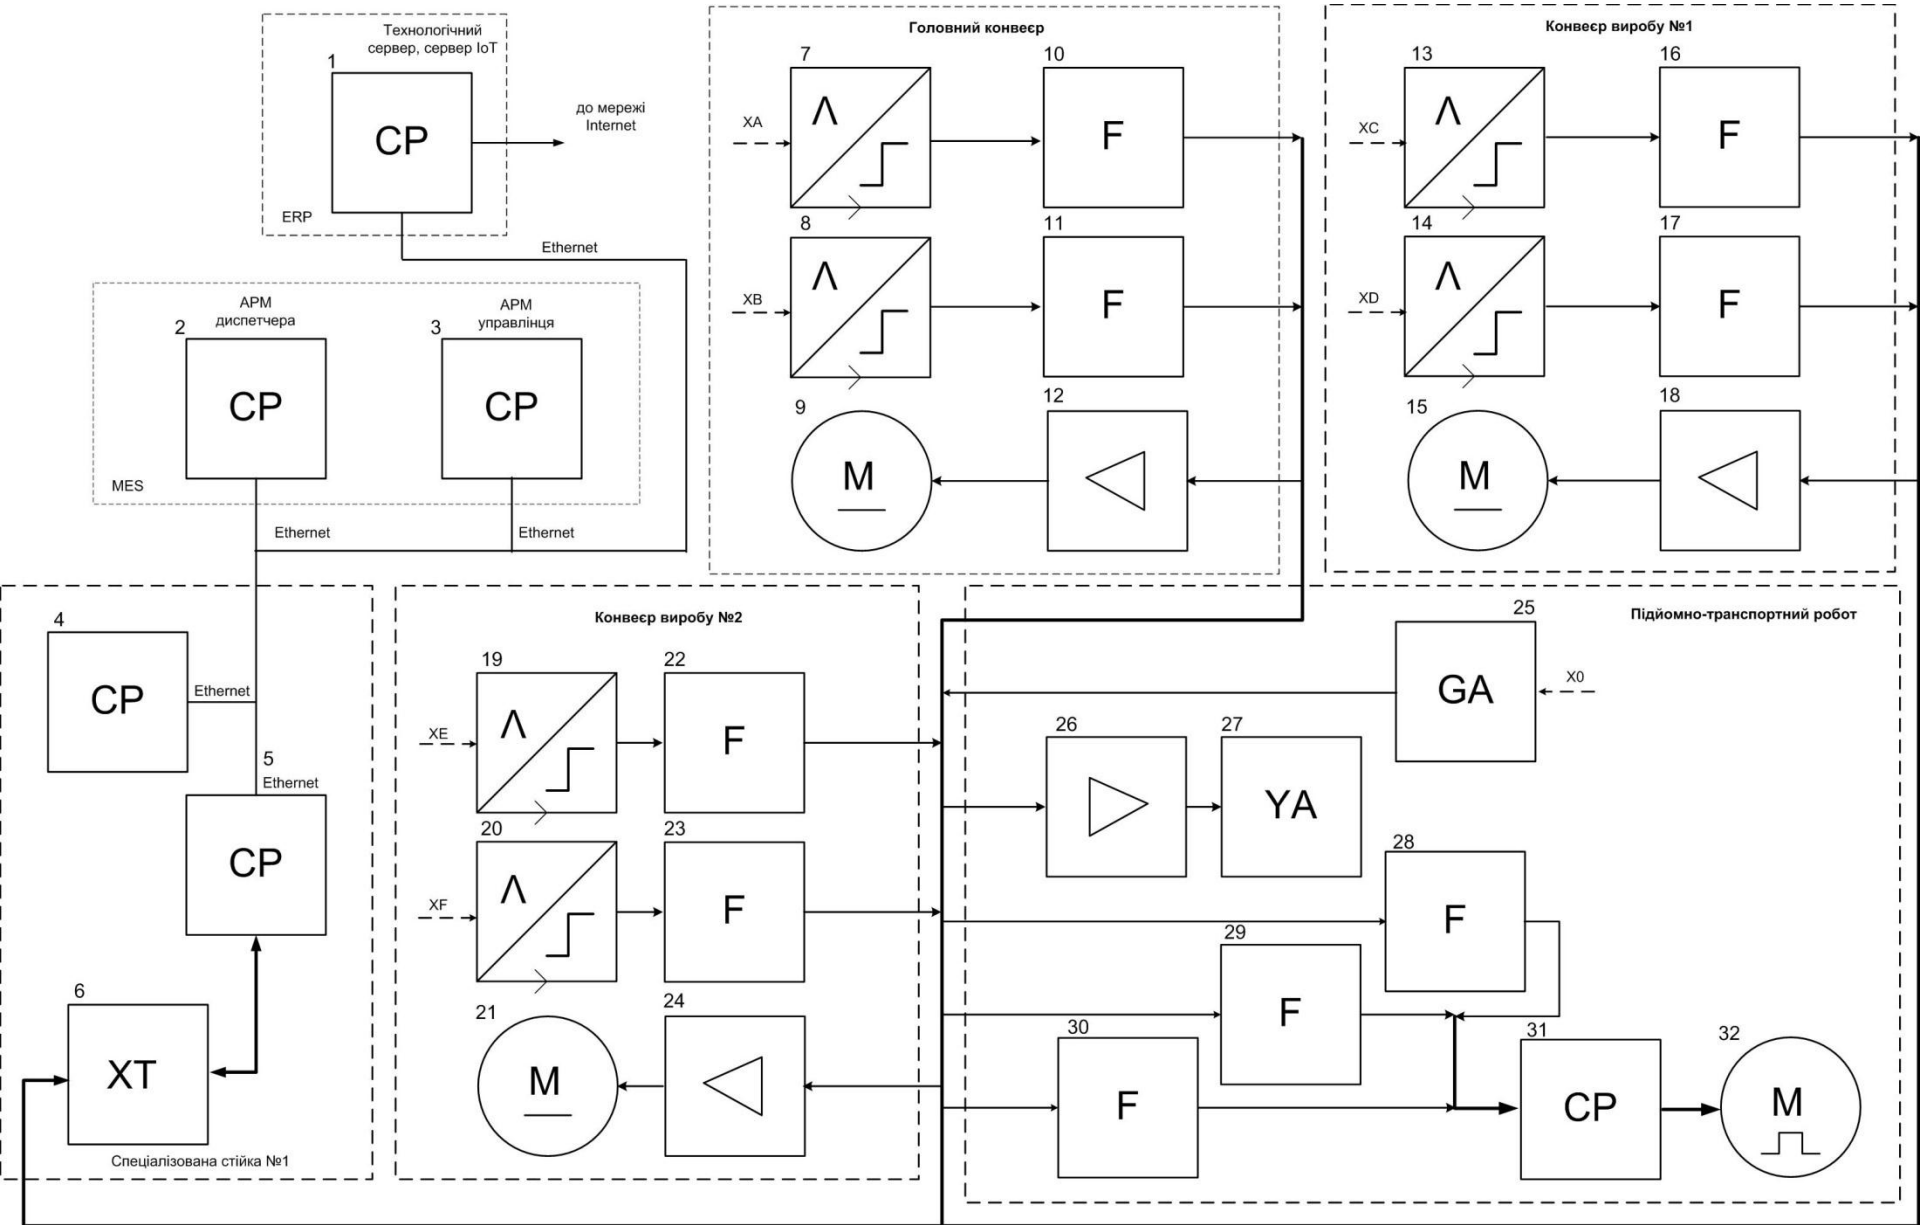 Технологічний
сервер, сервер IoT
1
CP
до мережі
Internet
ERP
Ethernet
АРМ
диспетчера
2
CP
АРМ
управлінця
3
CP
MES
Ethernet
Ethernet
4
CP
Ethernet
5
Ethernet
CP
6
XT
Спеціалізована стійка №1
Головний конвеєр
7
Λ
XA
10
F
8
Λ
XB
11
F
9
M
12
Конвеєр виробу №1
13
Λ
XC
16
F
14
Λ
XD
17
F
15
M
18
Конвеєр виробу №2
19
Λ
XE
22
F
20
Λ
XF
23
F
21
M
24
Підйомно-транспортний робот
25
GA
X0
26
27
YA
28
F
29
F
30
F
31
CP
32
M